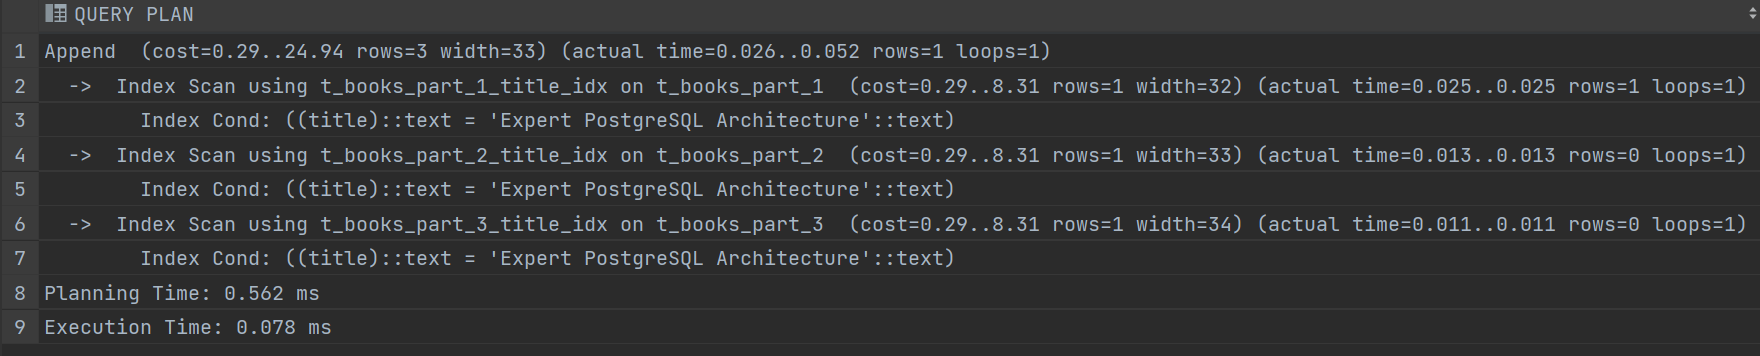 QUERY PLAN
1 Append  (cost=0.29..24.94 rows=3 width=33) (actual time=0.026..0.052 rows=1 loops=1)
2   ->  Index Scan using t_books_part_1_title_idx on t_books_part_1  (cost=0.29..8.31 rows=1 width=32) (actual time=0.025..0.025 rows=1 loops=1)
3         Index Cond: ((title)::text = 'Expert PostgreSQL Architecture'::text)
4   ->  Index Scan using t_books_part_2_title_idx on t_books_part_2  (cost=0.29..8.31 rows=1 width=33) (actual time=0.013..0.013 rows=0 loops=1)
5         Index Cond: ((title)::text = 'Expert PostgreSQL Architecture'::text)
6   ->  Index Scan using t_books_part_3_title_idx on t_books_part_3  (cost=0.29..8.31 rows=1 width=34) (actual time=0.011..0.011 rows=0 loops=1)
7         Index Cond: ((title)::text = 'Expert PostgreSQL Architecture'::text)
8 Planning Time: 0.562 ms
9 Execution Time: 0.078 ms